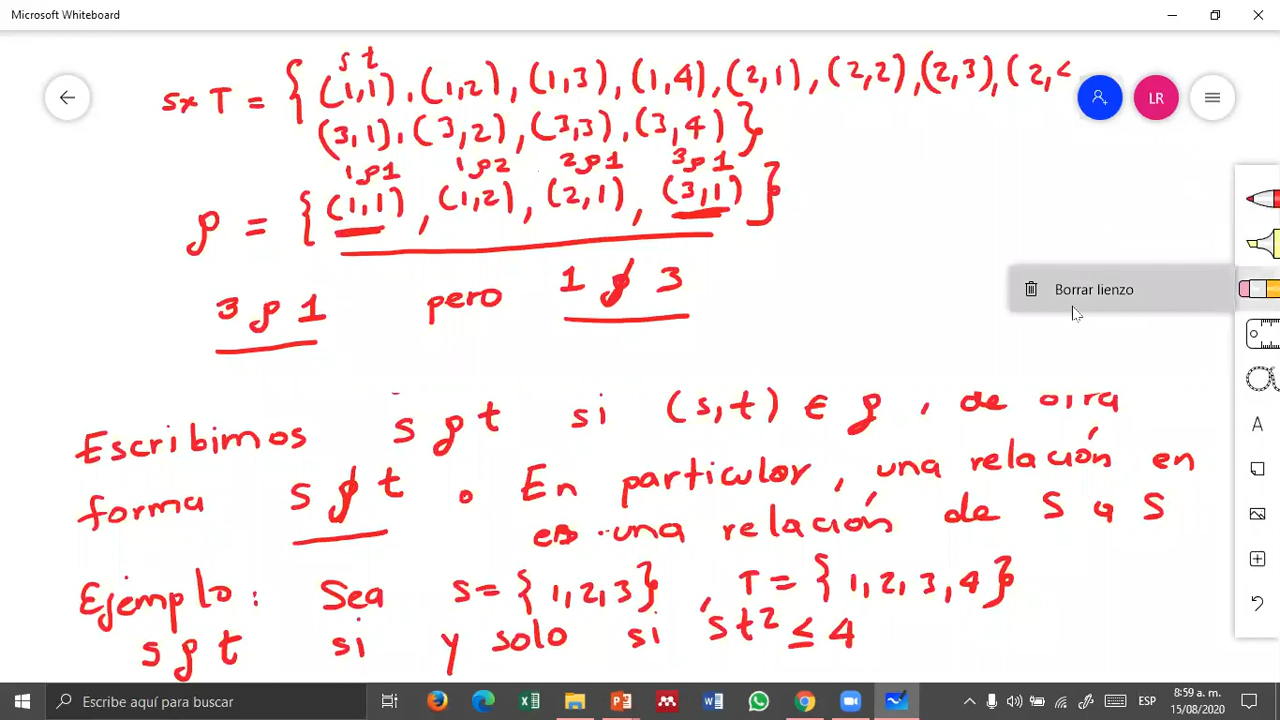 Microsoft Whiteboard
s t
S x T = { (1,1), (1,2), (1,3), (1,4), (2,1), (2,2), (2,3), (2,
LR
(3,1), (3,2), (3,3), (3,4) }
1ρ1 1ρ2 2ρ1 3ρ1
ρ = { (1,1), (1,2), (2,1), (3,1) }
3 ρ 1 pero 1 ρ̸ 3
Borrar lienzo
Escribimos s ρ t si (s,t) ∈ ρ, de otra
forma s ρ̸ t. En particular, una relación en
es una relación de S a S
Ejemplo: Sea S = {1,2,3}, T = {1,2,3,4}
s ρ t si y solo si st² ≤ 4
A
Escribe aquí para buscar
ESP
8:59 a. m.
15/08/2020